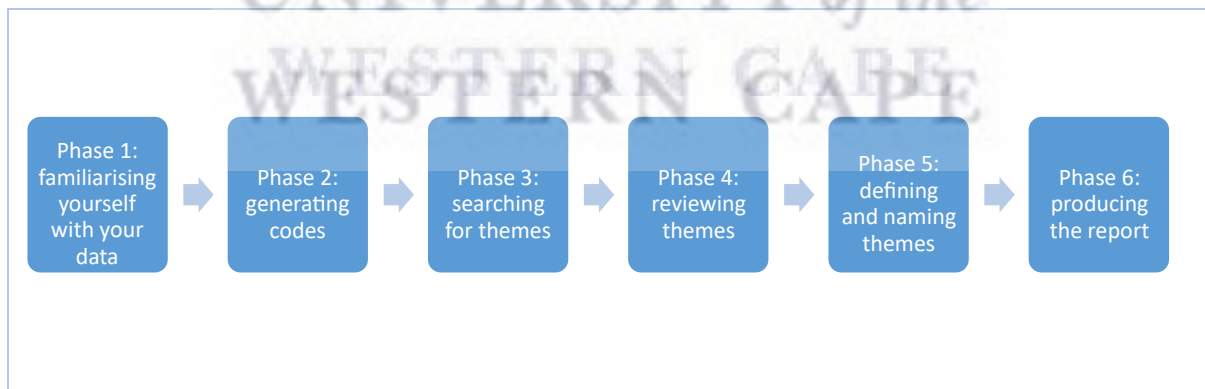 UNIVERSITY of the
WESTERN CAPE
Phase 1:
familiarising
yourself
with your
data
Phase 2:
generating
codes
Phase 3:
searching
for themes
Phase 4:
reviewing
themes
Phase 5:
defining
and naming
themes
Phase 6:
producing
the report